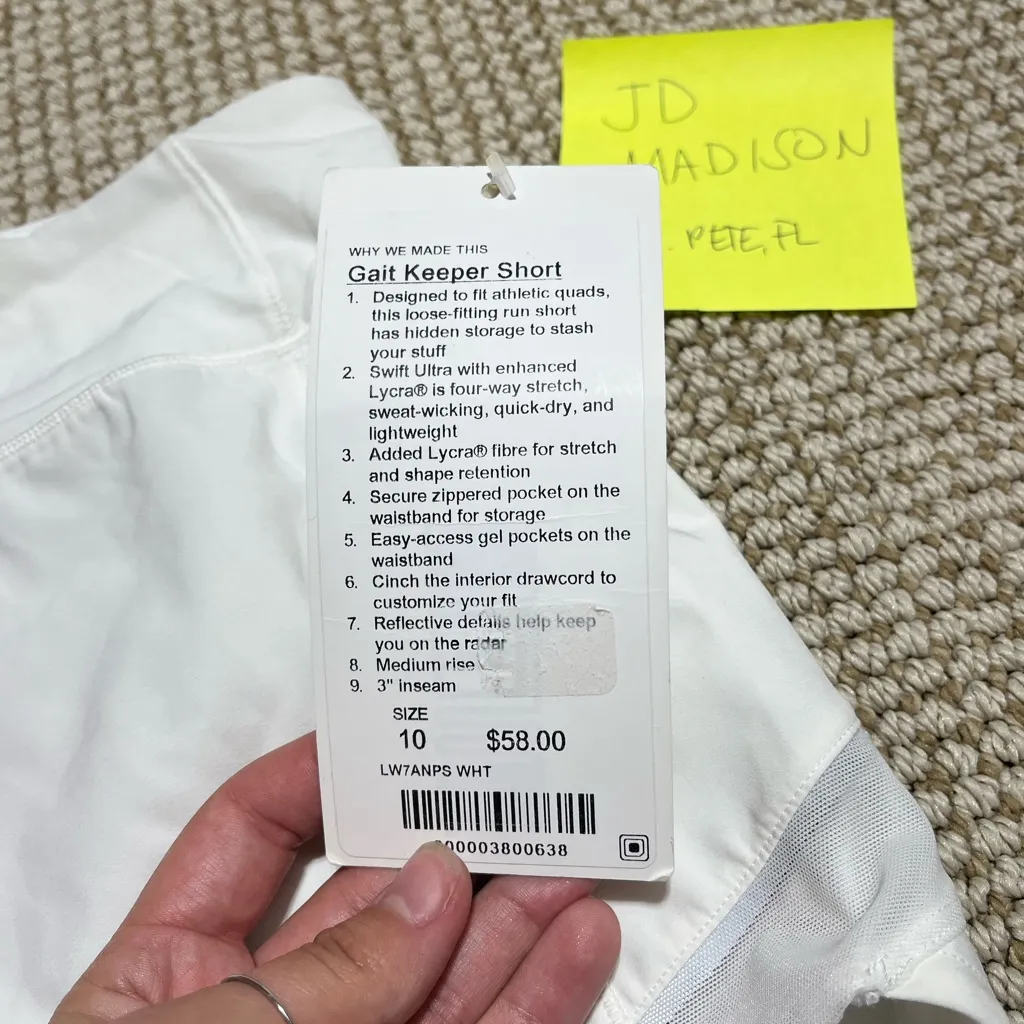 JD
MADISON
. PETE, FL
WHY WE MADE THIS
Gait Keeper Short
1. Designed to fit athletic quads,
this loose-fitting run short
has hidden storage to stash
your stuff
2. Swift Ultra with enhanced
Lycra® is four-way stretch,
sweat-wicking, quick-dry, and
lightweight
3. Added Lycra® fibre for stretch
and shape retention
4. Secure zippered pocket on the
waistband for storage
5. Easy-access gel pockets on the
waistband
6. Cinch the interior drawcord to
customize your fit
7. Reflective details help keep
you on the radar
8. Medium rise
9. 3" inseam
SIZE
10 $58.00
LW7ANPS WHT
00003800638